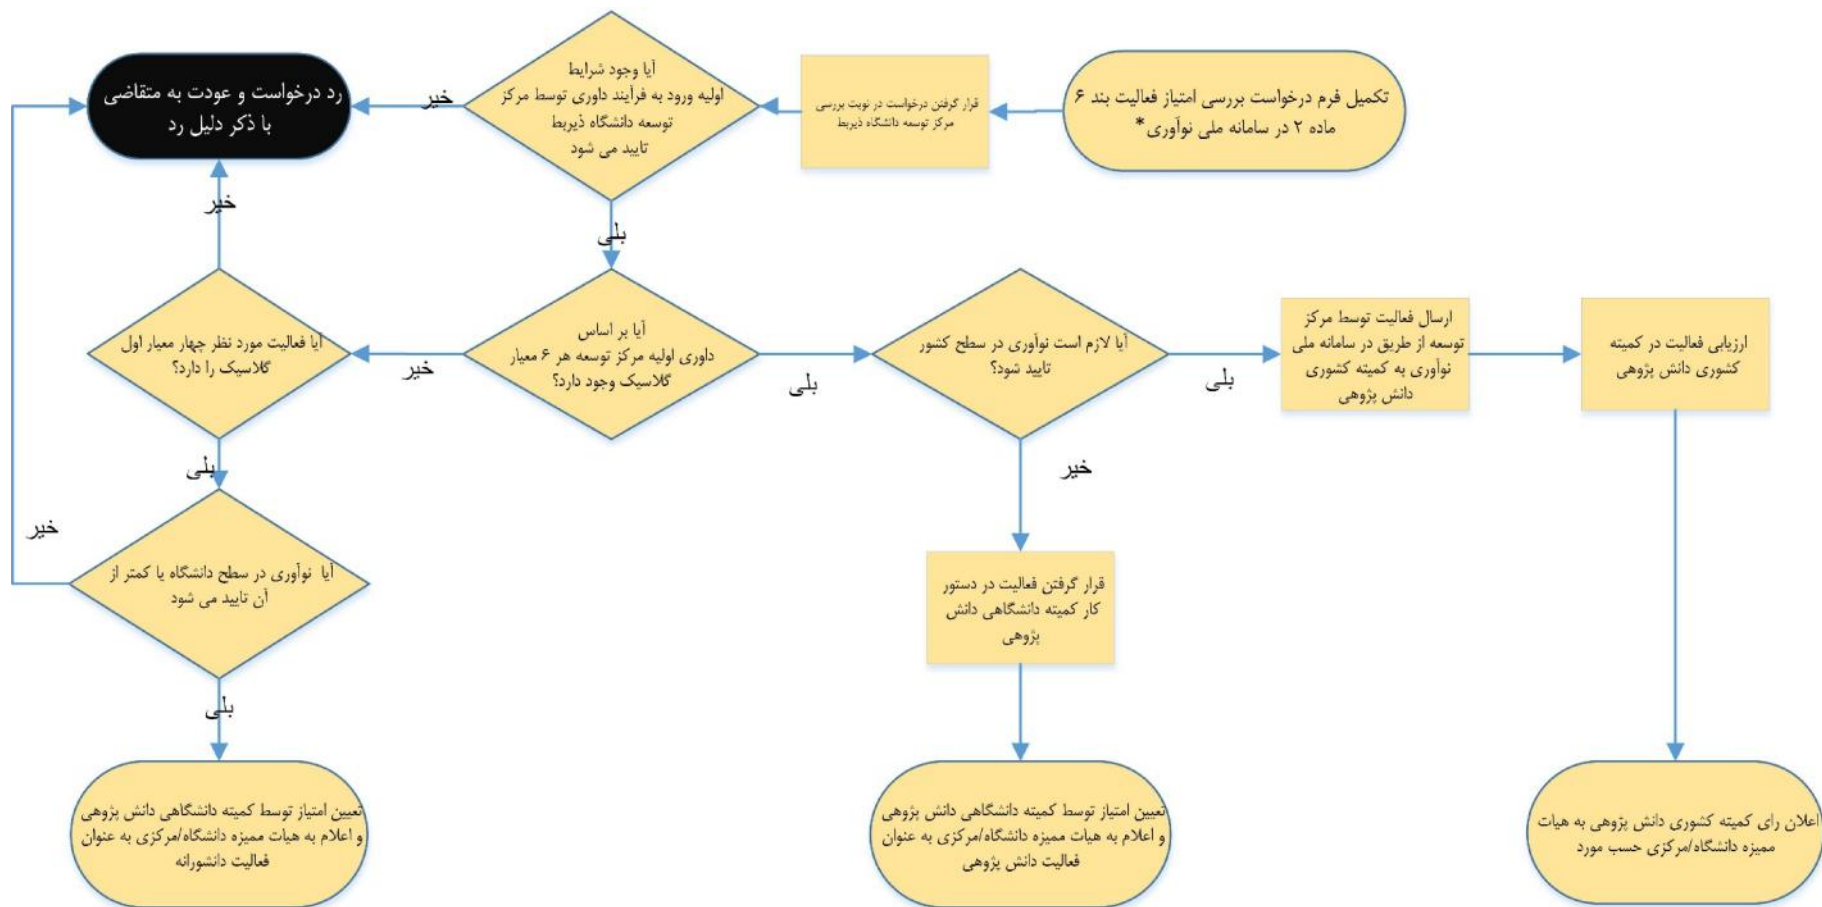 تکمیل فرم درخواست بررسی امتیاز فعالیت بند ۶
ماده ۲ در سامانه ملی نوآوری*
قرار گرفتن درخواست در نوبت بررسی
مرکز توسعه دانشگاه ذیربط
آیا وجود شرایط
اولیه ورود به فرآیند داوری توسط مرکز
توسعه دانشگاه ذیربط
تایید می شود
خیر
رد درخواست و عودت به متقاضی
با ذکر دلیل رد
بلی
خیر
آیا بر اساس
داوری اولیه مرکز توسعه هر ۶ معیار
گلاسیک وجود دارد؟
خیر
آیا فعالیت مورد نظر چهار معیار اول
گلاسیک را دارد؟
بلی
آیا لازم است نوآوری در سطح کشور
تایید شود؟
بلی
ارسال فعالیت توسط مرکز
توسعه از طریق در سامانه ملی
نوآوری به کمیته کشوری
دانش پژوهی
ارزیابی فعالیت در کمیته
کشوری دانش پژوهی
خیر
بلی
خیر
آیا نوآوری در سطح دانشگاه یا کمتر از
آن تایید می شود
قرار گرفتن فعالیت در دستور
کار کمیته دانشگاهی دانش
پژوهی
بلی
تعیین امتیاز توسط کمیته دانشگاهی دانش پژوهی
و اعلام به هیات ممیزه دانشگاه/مرکزی به عنوان
فعالیت دانشورانه
تعیین امتیاز توسط کمیته دانشگاهی دانش پژوهی
و اعلام به هیات ممیزه دانشگاه/مرکزی به عنوان
فعالیت دانش پژوهی
اعلان رای کمیته کشوری دانش پژوهی به هیات
ممیزه دانشگاه/مرکزی حسب مورد